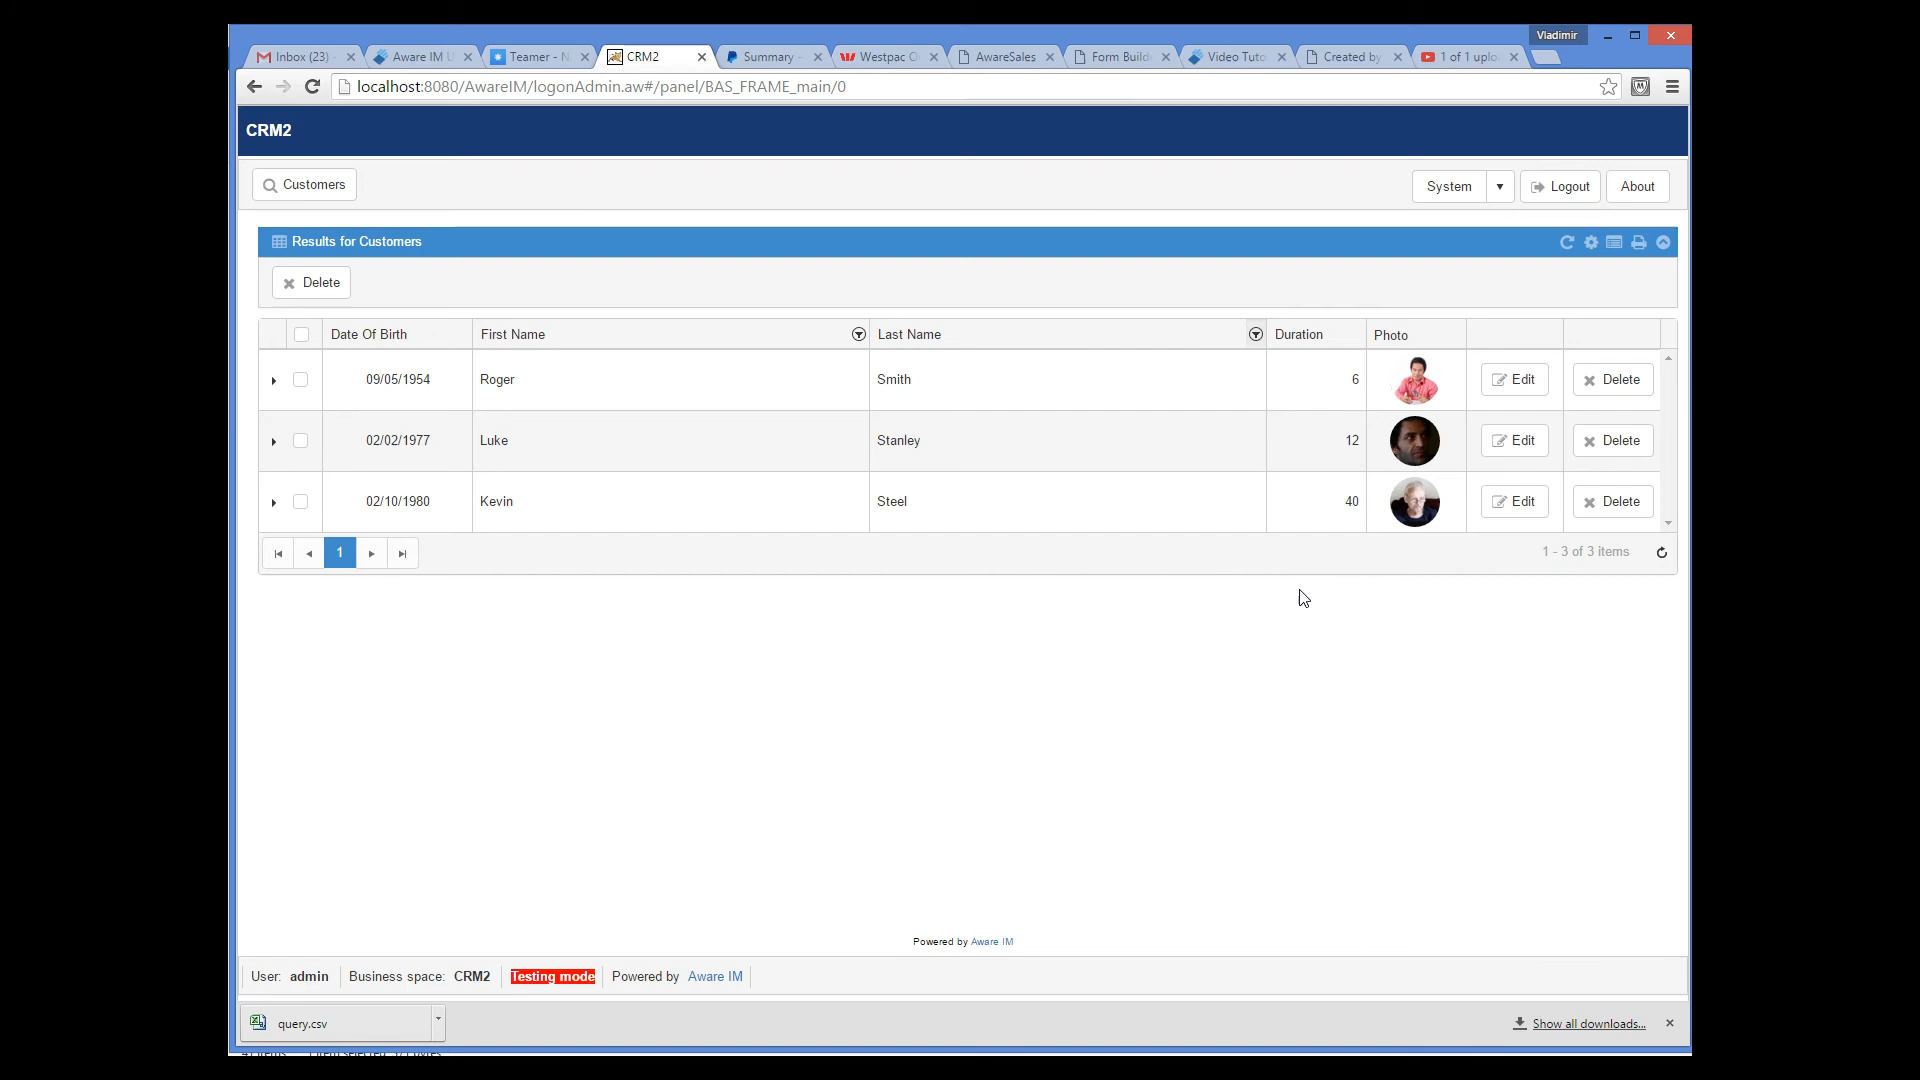 Vladimir
Inbox (23)
Aware IM U
Teamer - N
CRM2
Summary -
Westpac O
AwareSales
Form Build
Video Tuto
Created by
1 of 1 uplo
localhost:8080/AwareIM/logonAdmin.aw#/panel/BAS_FRAME_main/0
CRM2
Customers
System
Logout
About
Results for Customers
Delete
Date Of Birth First Name Last Name Duration Photo
09/05/1954 Roger Smith 6 Edit Delete
02/02/1977 Luke Stanley 12 Edit Delete
02/10/1980 Kevin Steel 40 Edit Delete
1
1 - 3 of 3 items
Powered by Aware IM
User: admin Business space: CRM2 Testing mode Powered by Aware IM
query.csv
Show all downloads...